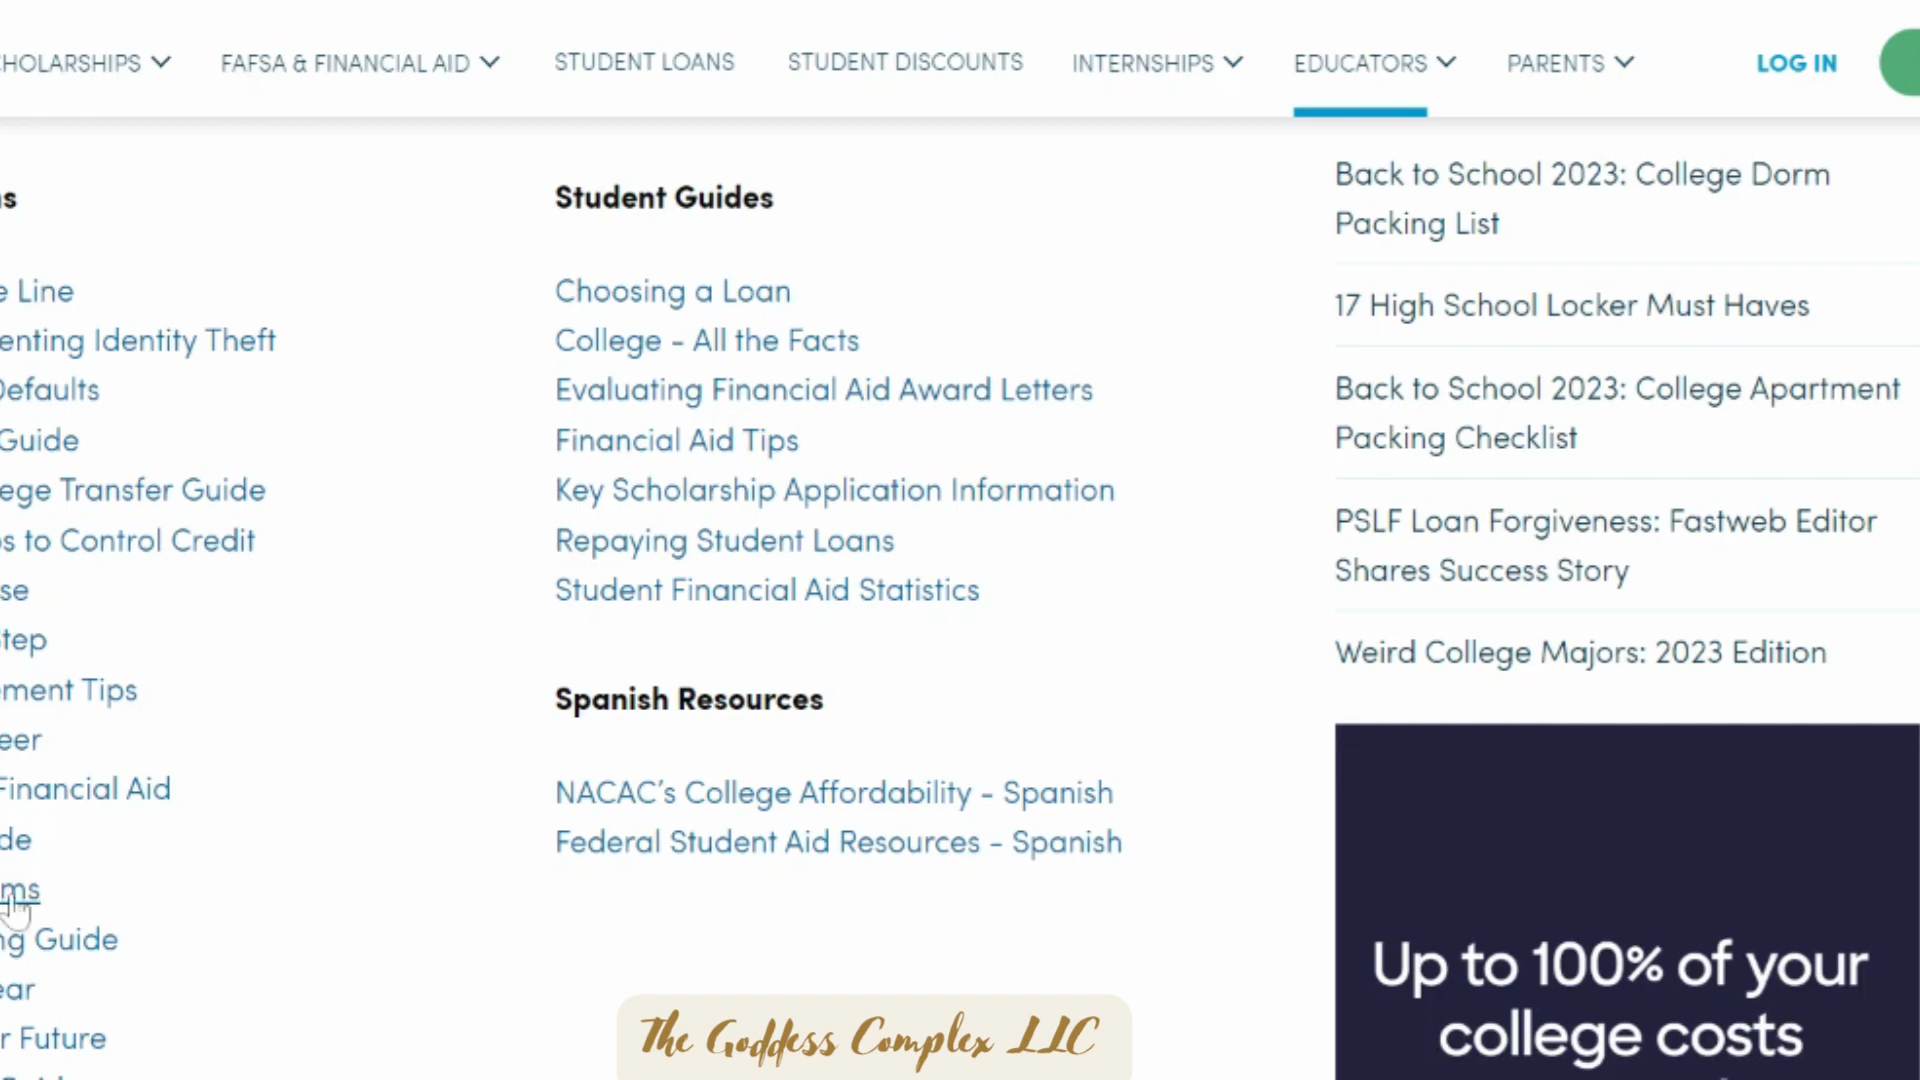 HOLARSHIPS FAFSA & FINANCIAL AID STUDENT LOANS STUDENT DISCOUNTS INTERNSHIPS EDUCATORS PARENTS LOG IN
s
e Line
enting Identity Theft
Defaults
Guide
ege Transfer Guide
s to Control Credit
se
tep
ement Tips
eer
Financial Aid
de
ms
ng Guide
ear
r Future
Student Guides
Choosing a Loan
College - All the Facts
Evaluating Financial Aid Award Letters
Financial Aid Tips
Key Scholarship Application Information
Repaying Student Loans
Student Financial Aid Statistics
Spanish Resources
NACAC's College Affordability - Spanish
Federal Student Aid Resources - Spanish
Back to School 2023: College Dorm
Packing List
17 High School Locker Must Haves
Back to School 2023: College Apartment
Packing Checklist
PSLF Loan Forgiveness: Fastweb Editor
Shares Success Story
Weird College Majors: 2023 Edition
Up to 100% of your
college costs
The Goddess Complex LLC